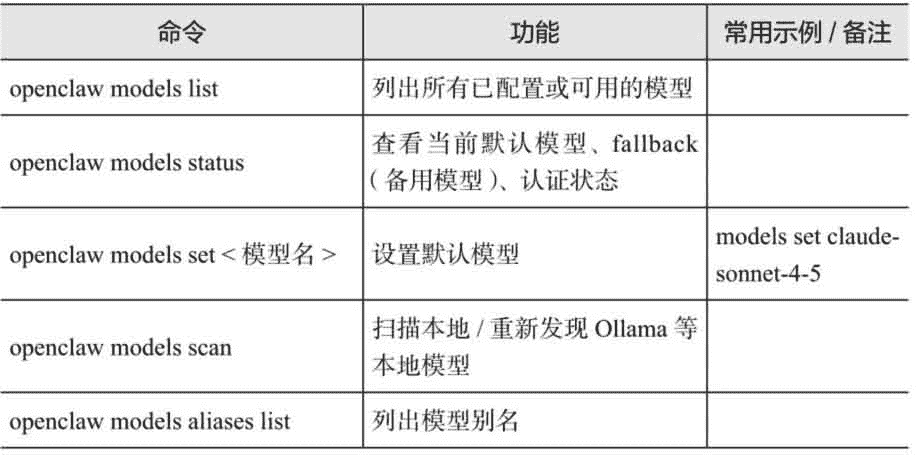 命令 功能 常用示例 / 备注
openclaw models list 列出所有已配置或可用的模型
openclaw models status 查看当前默认模型、fallback
（备用模型）、认证状态
openclaw models set < 模型名 > 设置默认模型 models set claude-
sonnet-4-5
openclaw models scan 扫描本地 / 重新发现 Ollama 等
本地模型
openclaw models aliases list 列出模型别名